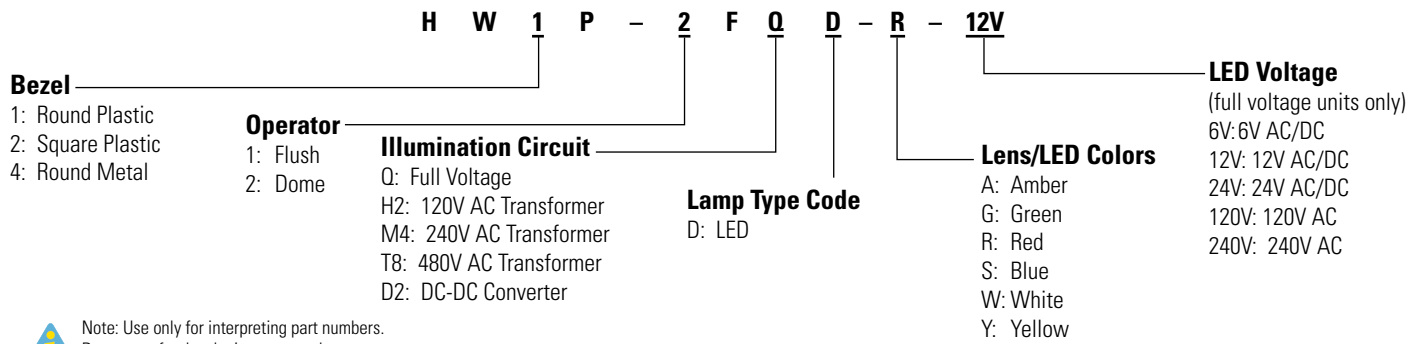 H W 1 P – 2 F Q D – R – 12V
Bezel
1: Round Plastic
2: Square Plastic
4: Round Metal
Operator
1: Flush
2: Dome
Illumination Circuit
Q: Full Voltage
H2: 120V AC Transformer
M4: 240V AC Transformer
T8: 480V AC Transformer
D2: DC-DC Converter
Lamp Type Code
D: LED
Lens/LED Colors
A: Amber
G: Green
R: Red
S: Blue
W: White
Y: Yellow
LED Voltage
(full voltage units only)
6V: 6V AC/DC
12V: 12V AC/DC
24V: 24V AC/DC
120V: 120V AC
240V: 240V AC
Note: Use only for interpreting part numbers.